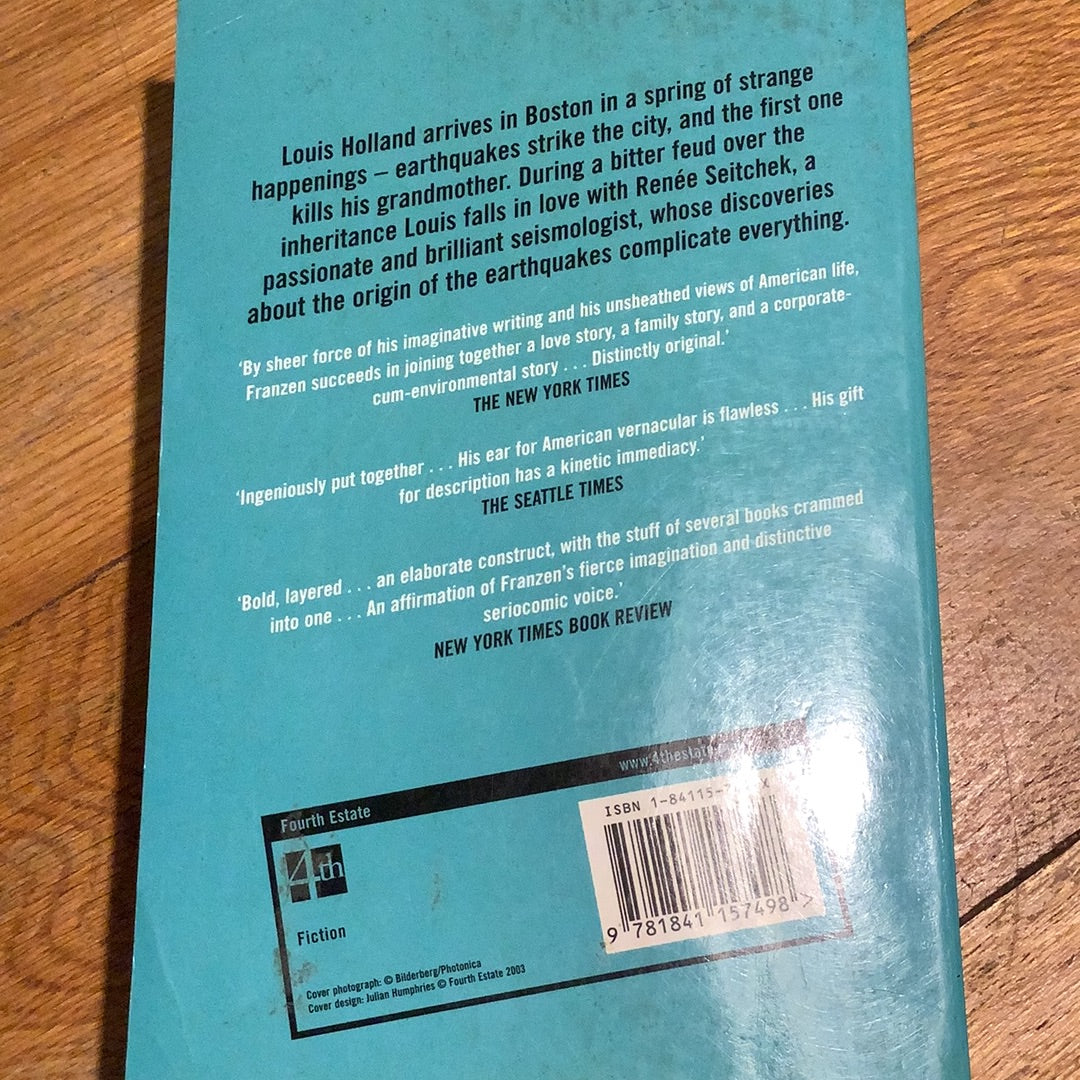 Louis Holland arrives in Boston in a spring of strange
happenings – earthquakes strike the city, and the first one
kills his grandmother. During a bitter feud over the
inheritance Louis falls in love with Renée Seitchek, a
passionate and brilliant seismologist, whose discoveries
about the origin of the earthquakes complicate everything.
‘By sheer force of his imaginative writing and his unsheathed views of American life,
Franzen succeeds in joining together a love story, a family story, and a corporate-
cum-environmental story . . . Distinctly original.’
THE NEW YORK TIMES
‘Ingeniously put together . . . His ear for American vernacular is flawless . . . His gift
for description has a kinetic immediacy.’
THE SEATTLE TIMES
‘Bold, layered . . . an elaborate construct, with the stuff of several books crammed
into one . . . An affirmation of Franzen’s fierce imagination and distinctive
seriocomic voice.’
NEW YORK TIMES BOOK REVIEW
Fourth Estate
4th
ISBN 1-84115-
9 781841 157498 >
Fiction
Cover photograph: © Bilderberg/Photonica
Cover design: Julian Humphries © Fourth Estate 2003